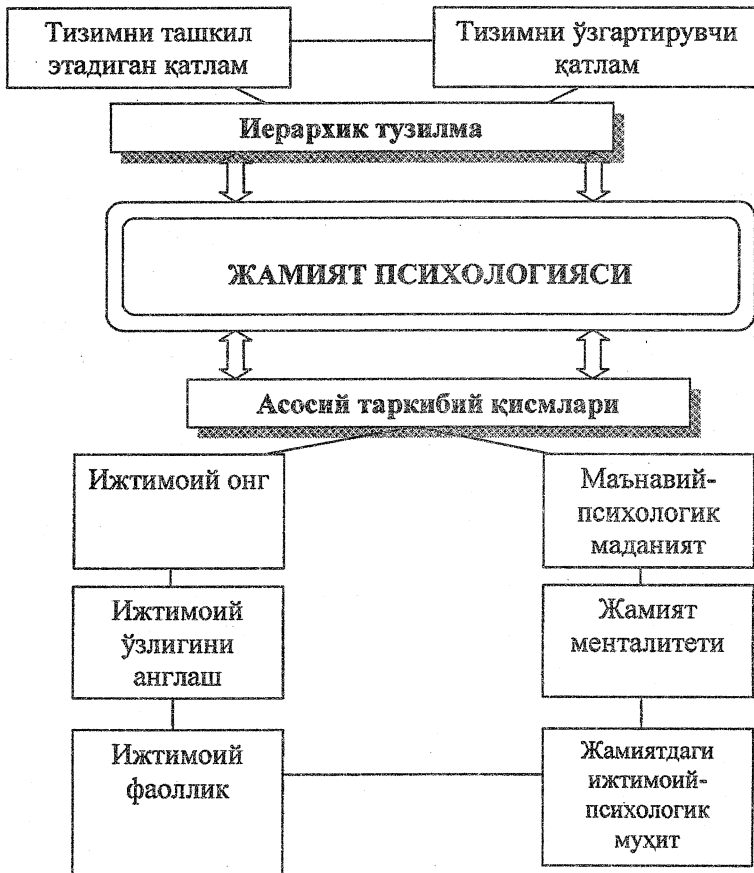 Тизимни ташкил
этадиган қатлам
Тизимни ўзгартирувчи
қатлам
Иерархик тузилма
ЖАМИЯТ ПСИХОЛОГИЯСИ
Асосий таркибий қисмлари
Ижтимоий онг
Маънавий-
психологик
маданият
Ижтимоий
ўзлигини
англаш
Жамият
менталитети
Ижтимоий
фаоллик
Жамиятдаги
ижтимоий-
психологик
муҳит